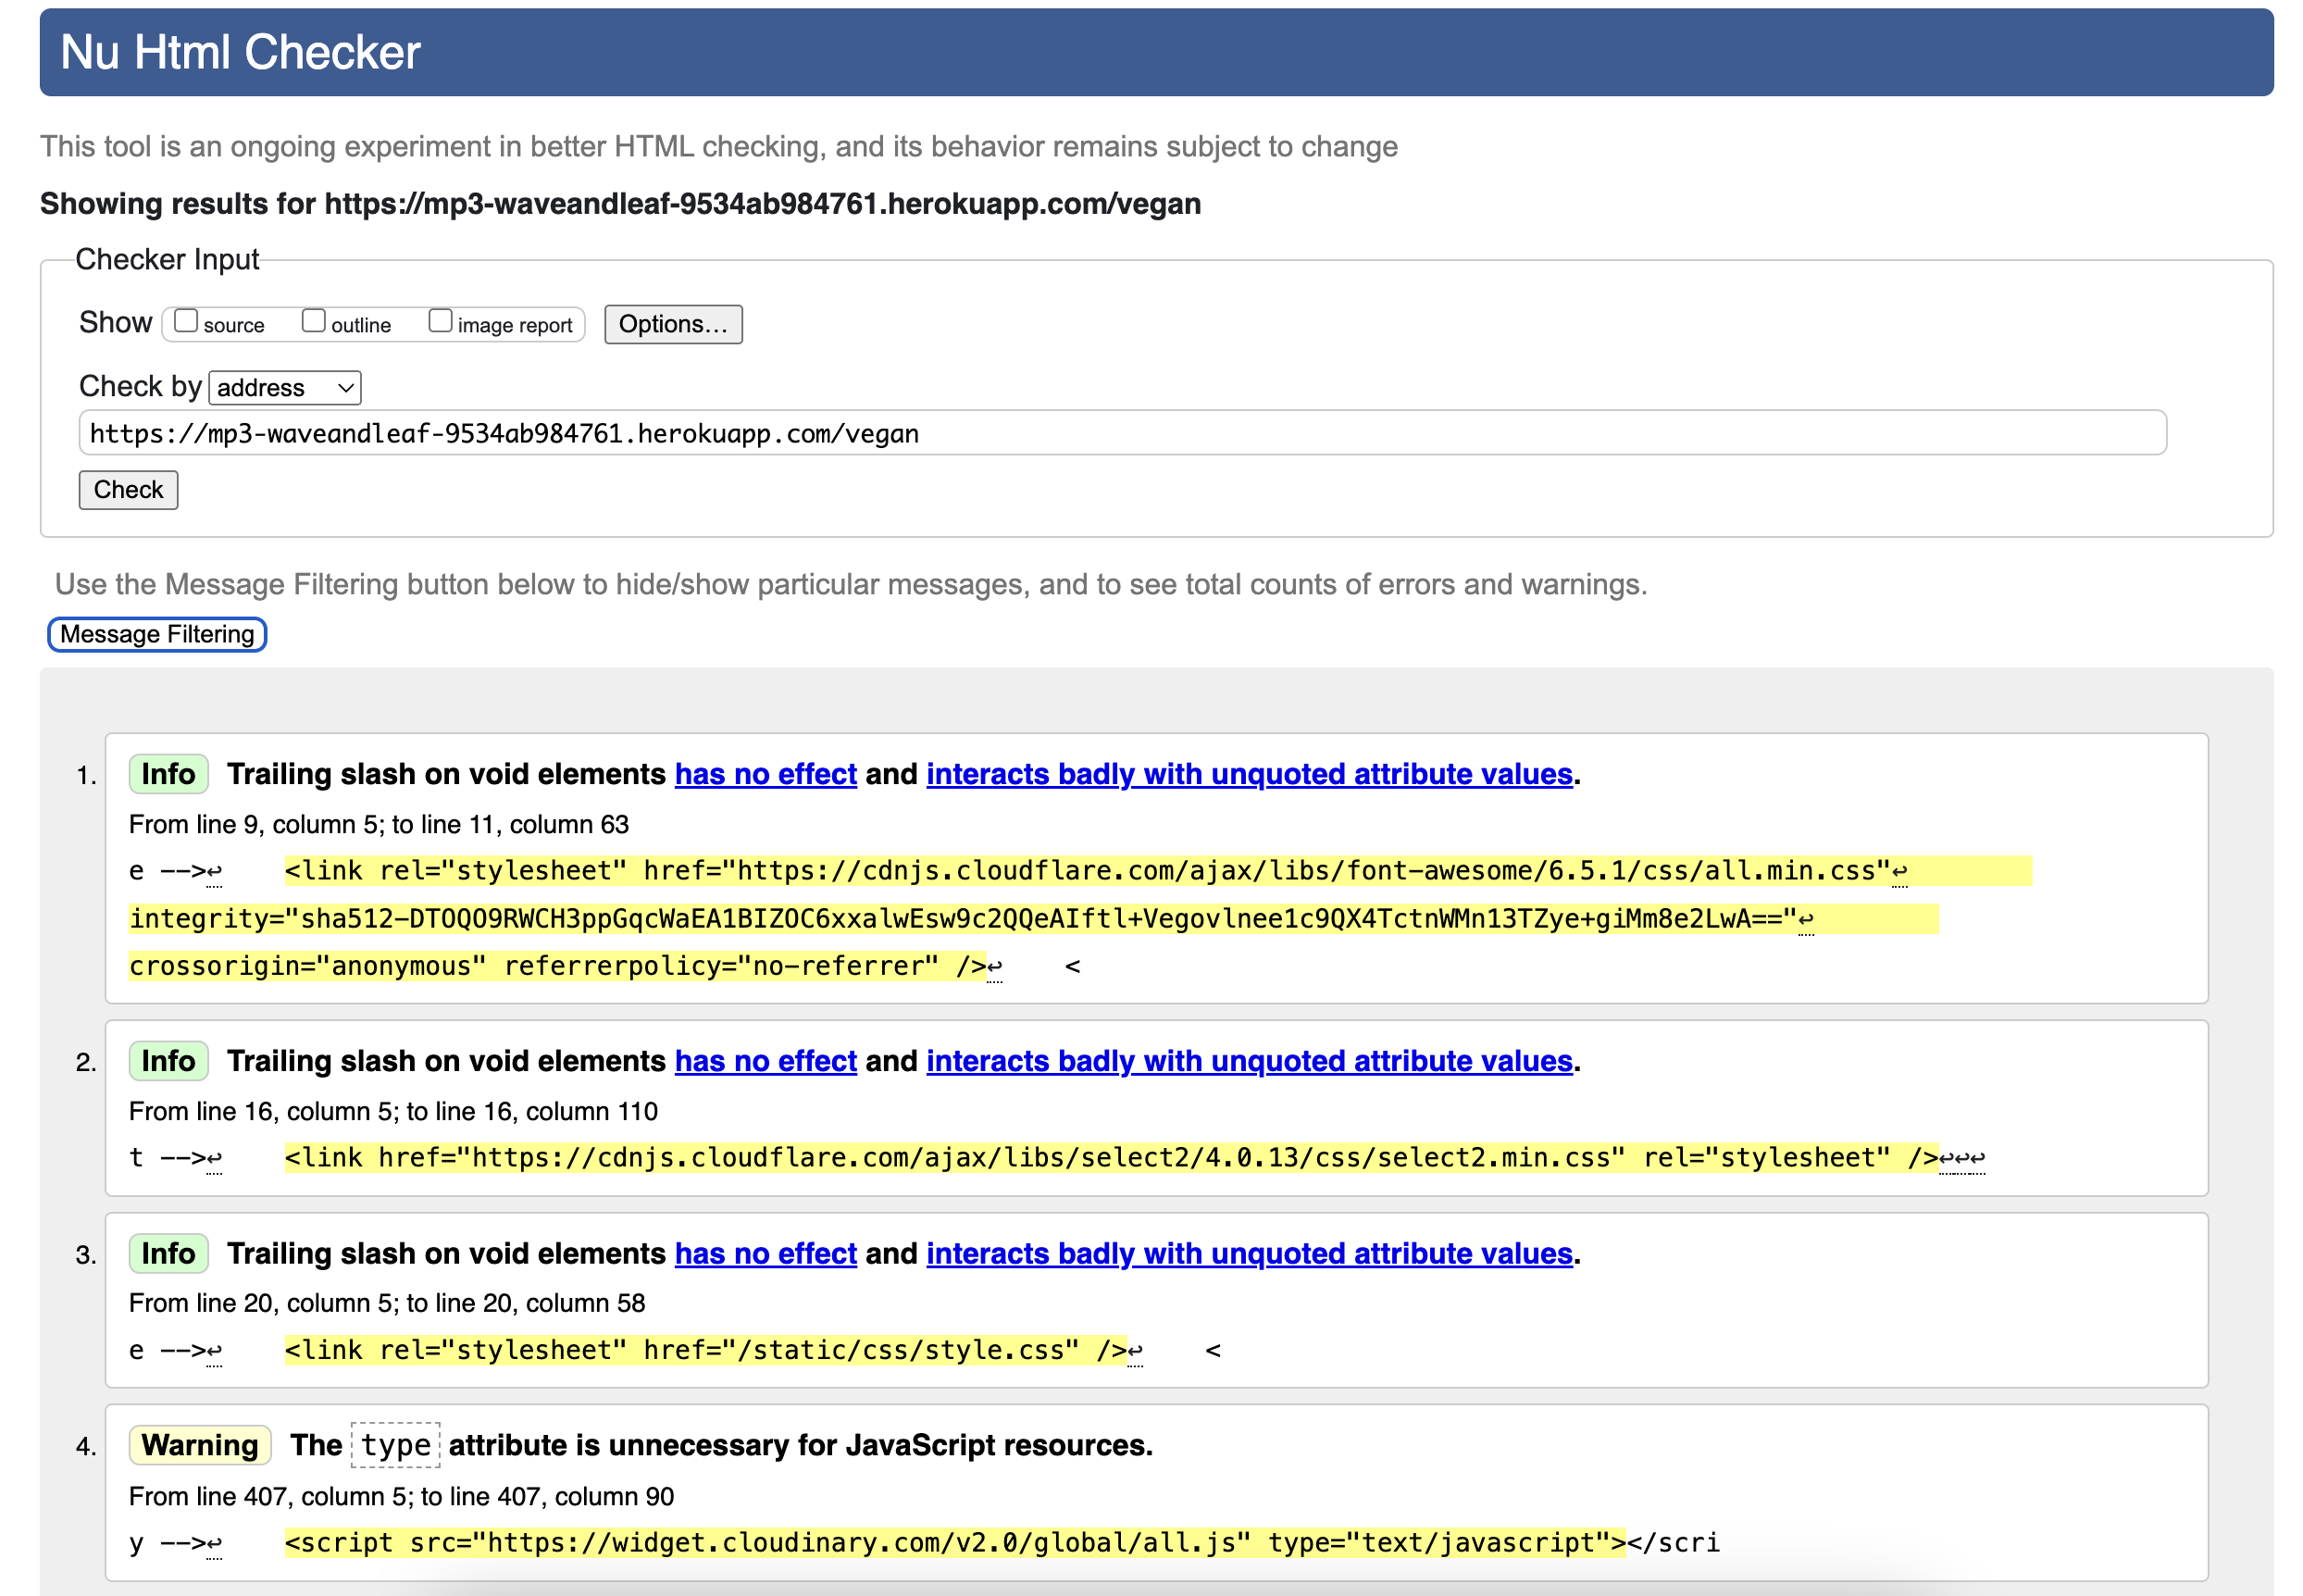 Nu Html Checker
This tool is an ongoing experiment in better HTML checking, and its behavior remains subject to change
Showing results for https://mp3-waveandleaf-9534ab984761.herokuapp.com/vegan
Checker Input
Show source outline image report Options...
Check by address
https://mp3-waveandleaf-9534ab984761.herokuapp.com/vegan
Check
Use the Message Filtering button below to hide/show particular messages, and to see total counts of errors and warnings.
Message Filtering
1. Info Trailing slash on void elements has no effect and interacts badly with unquoted attribute values.
From line 9, column 5; to line 11, column 63
e -->↩ <link rel="stylesheet" href="https://cdnjs.cloudflare.com/ajax/libs/font-awesome/6.5.1/css/all.min.css"↩
integrity="sha512-DTOQO9RWCH3ppGqcWaEA1BIZOC6xxalwEsw9c2QQeAIftl+Vegovlnee1c9QX4TctnWMn13TZye+giMm8e2LwA=="↩
crossorigin="anonymous" referrerpolicy="no-referrer" />↩ <
2. Info Trailing slash on void elements has no effect and interacts badly with unquoted attribute values.
From line 16, column 5; to line 16, column 110
t -->↩ <link href="https://cdnjs.cloudflare.com/ajax/libs/select2/4.0.13/css/select2.min.css" rel="stylesheet" />↩↩↩
3. Info Trailing slash on void elements has no effect and interacts badly with unquoted attribute values.
From line 20, column 5; to line 20, column 58
e -->↩ <link rel="stylesheet" href="/static/css/style.css" />↩ <
4. Warning The type attribute is unnecessary for JavaScript resources.
From line 407, column 5; to line 407, column 90
y -->↩ <script src="https://widget.cloudinary.com/v2.0/global/all.js" type="text/javascript"></scri